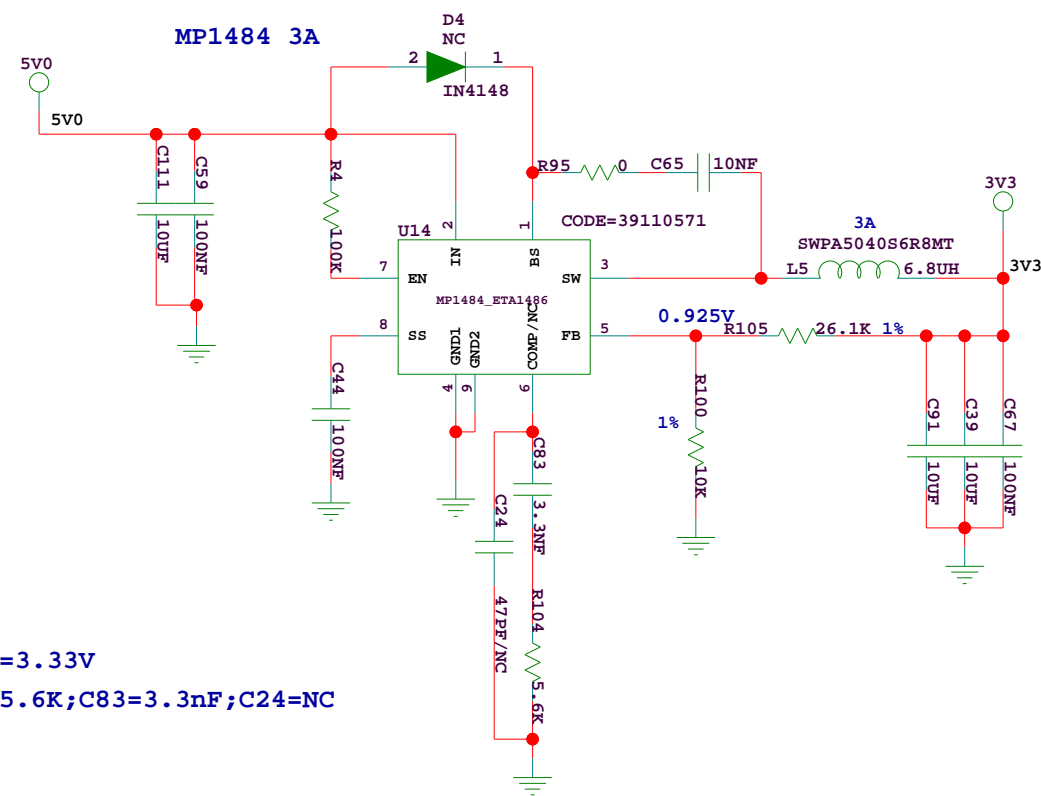 MP1484 3A
D4
NC
2
1
IN4148
5V0
5V0
C111
10UF
C59
100NF
R4
100K
R95
0
C65
10NF
CODE=39110571
3V3
3A
SWPA5040S6R8MT
L5
6.8UH
3V3
U14
2
IN
1
BS
7
EN
3
SW
MP1484_ETA1486
8
SS
GND1
GND2
COMP/NC
FB
5
4
9
6
0.925V
R105
26.1K
1%
C44
100NF
R100
1%
10K
C91
10UF
C39
10UF
C67
100NF
C83
3.3NF
C24
47PF/NC
R104
5.6K
=3.33V
5.6K;C83=3.3nF;C24=NC